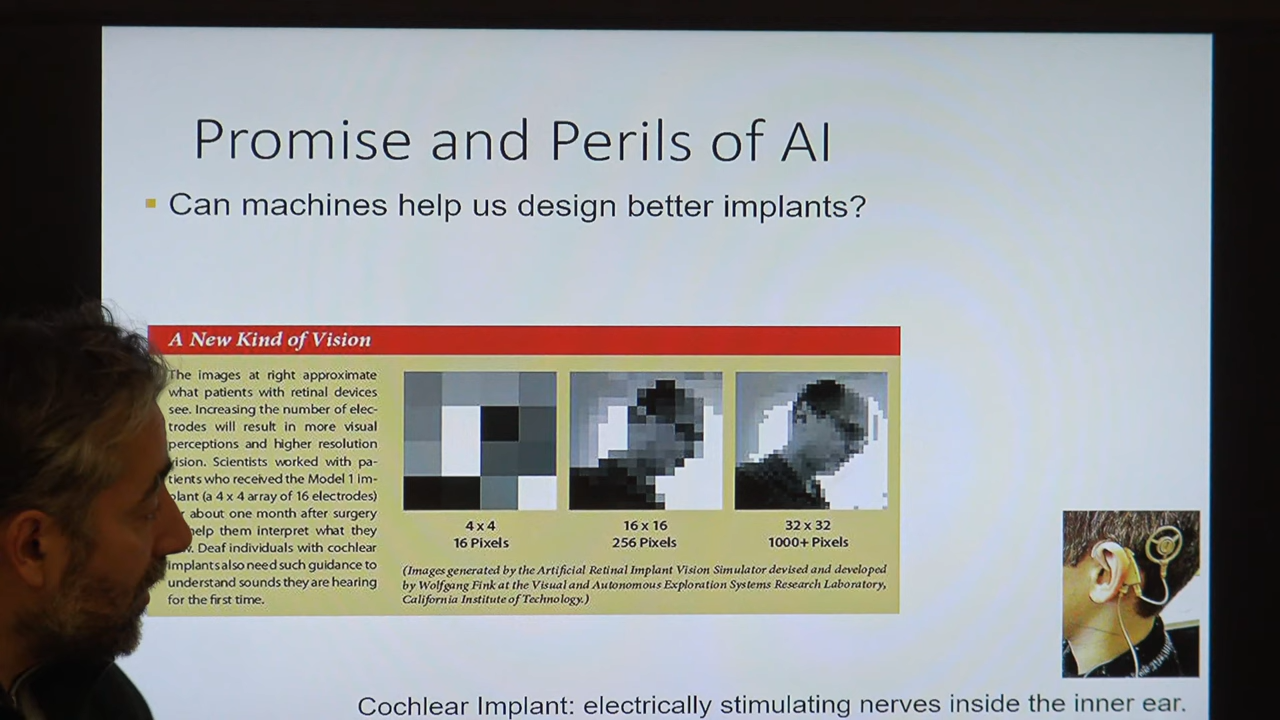 Promise and Perils of AI
Can machines help us design better implants?
A New Kind of Vision
The images at right approximate
what patients with retinal devices
see. Increasing the number of elec-
trodes will result in more visual
perceptions and higher resolution
vision. Scientists worked with pa-
tients who received the Model 1 im-
plant (a 4 x 4 array of 16 electrodes)
about one month after surgery
help them interpret what they
Deaf individuals with cochlear
implants also need such guidance to
understand sounds they are hearing
for the first time.
4 x 4
16 Pixels
16 x 16
256 Pixels
32 x 32
1000+ Pixels
(Images generated by the Artificial Retinal Implant Vision Simulator devised and developed
by Wolfgang Fink at the Visual and Autonomous Exploration Systems Research Laboratory,
California Institute of Technology.)
Cochlear Implant: electrically stimulating nerves inside the inner ear.